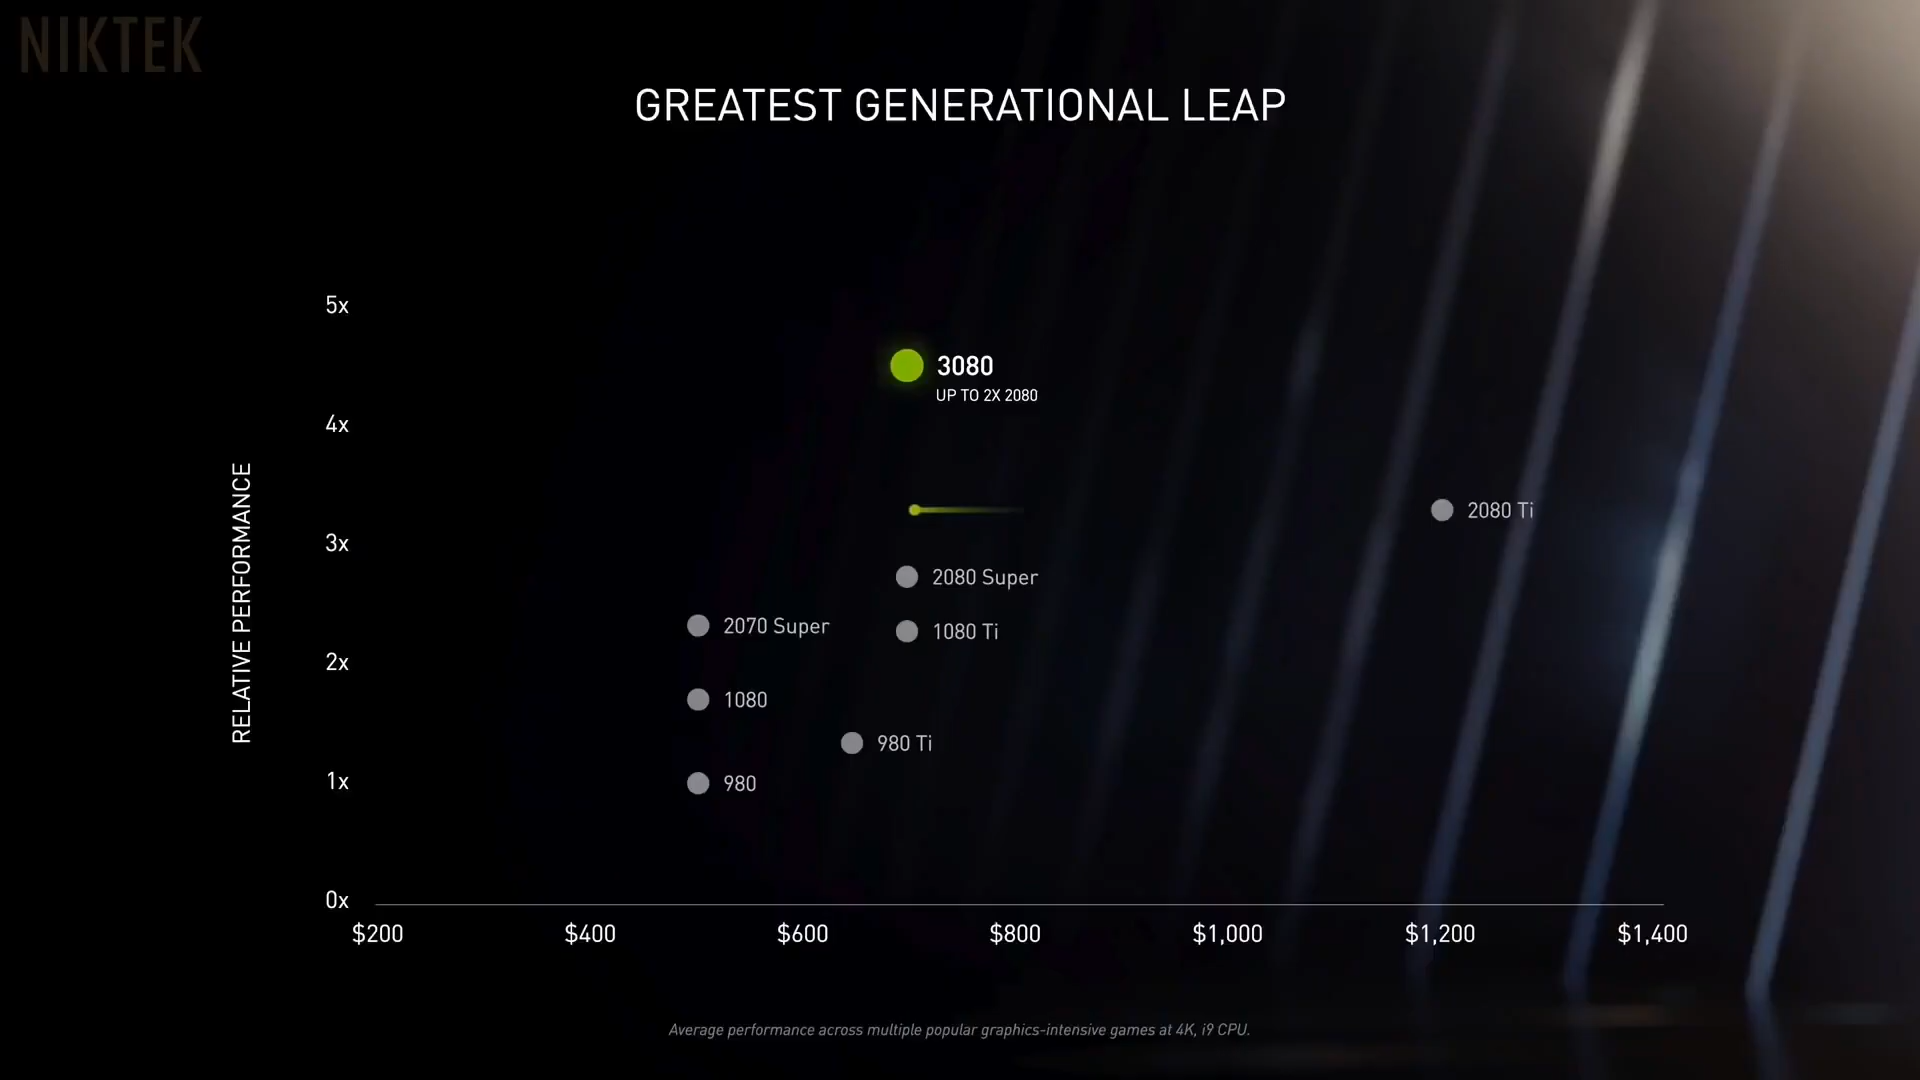 NIKTEK
GREATEST GENERATIONAL LEAP
5x
3080
UP TO 2X 2080
4x
2080 Ti
3x
2080 Super
2070 Super
1080 Ti
2x
1080
980 Ti
1x
980
0x
RELATIVE PERFORMANCE
$200
$400
$600
$800
$1,000
$1,200
$1,400
Average performance across multiple popular graphics-intensive games at 4K, i9 CPU.